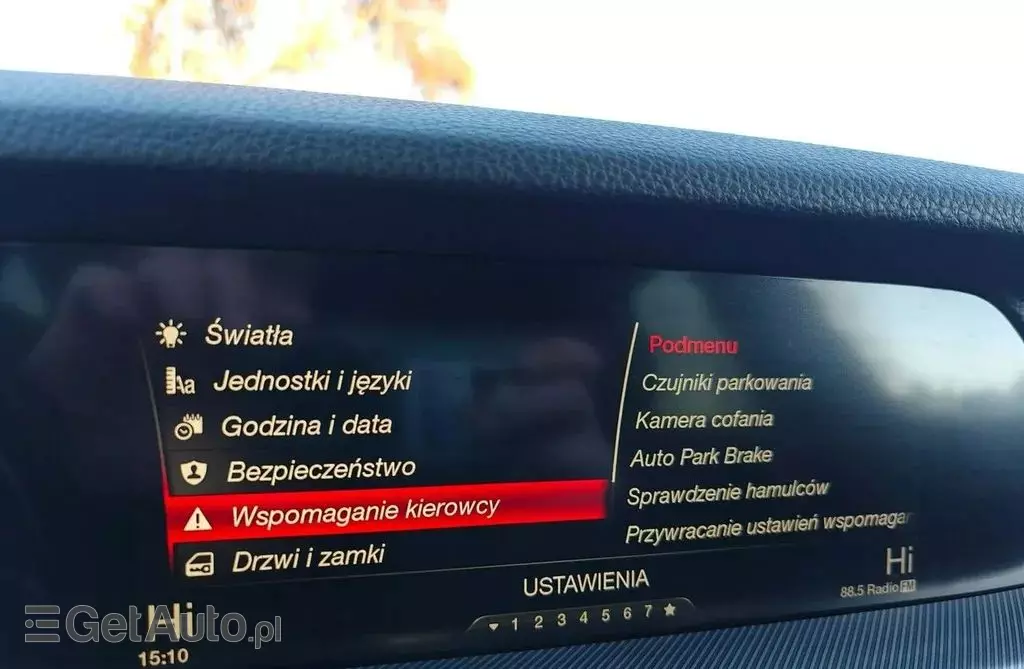 Światła
Jednostki i języki
Godzina i data
Bezpieczeństwo
Wspomaganie kierowcy
Drzwi i zamki
Podmenu
Czujniki parkowania
Kamera cofania
Auto Park Brake
Sprawdzenie hamulców
Przywracanie ustawień wspomagar
USTAWIENIA
1 2 3 4 5 6 7
Hi
88.5 Radio FM
Hi
15:10
GetAuto.pl